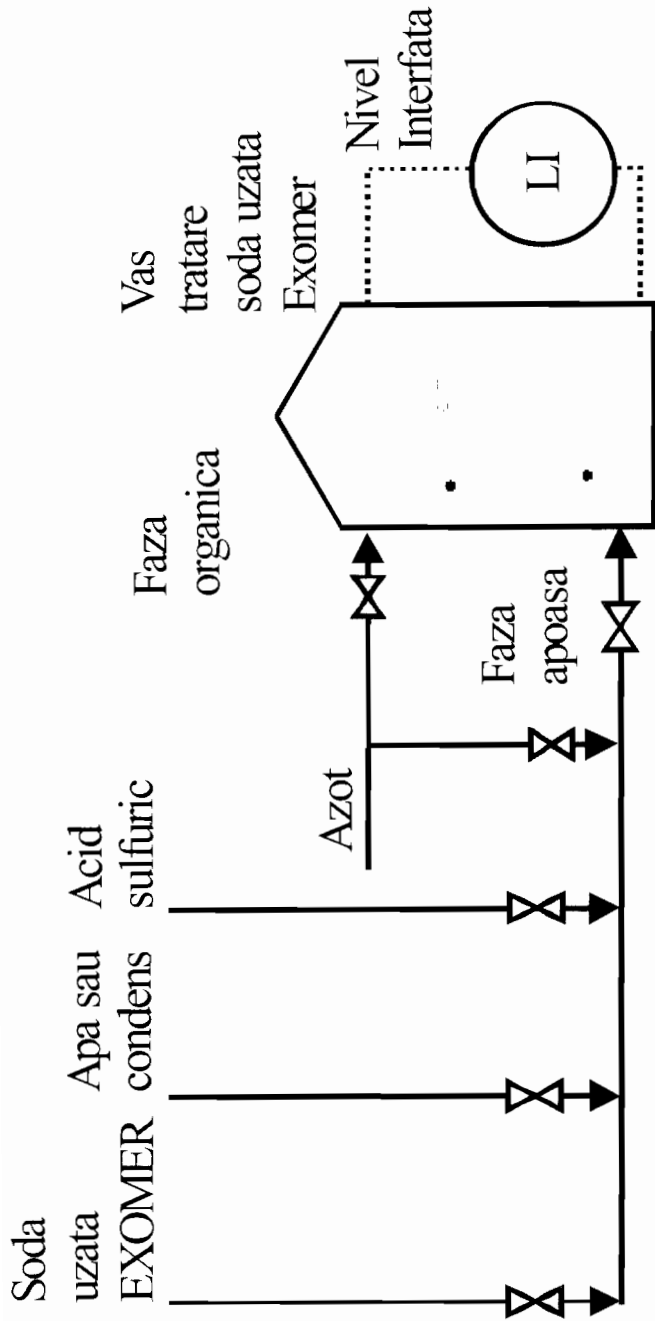 Soda
uzata
EXOMER
Apa sau
condens
Acid
sulfuric
Azot
Faza
organica
Faza
apoasa
Vas
tratare
soda uzata
Exomer
Nivel
Interfata
LI